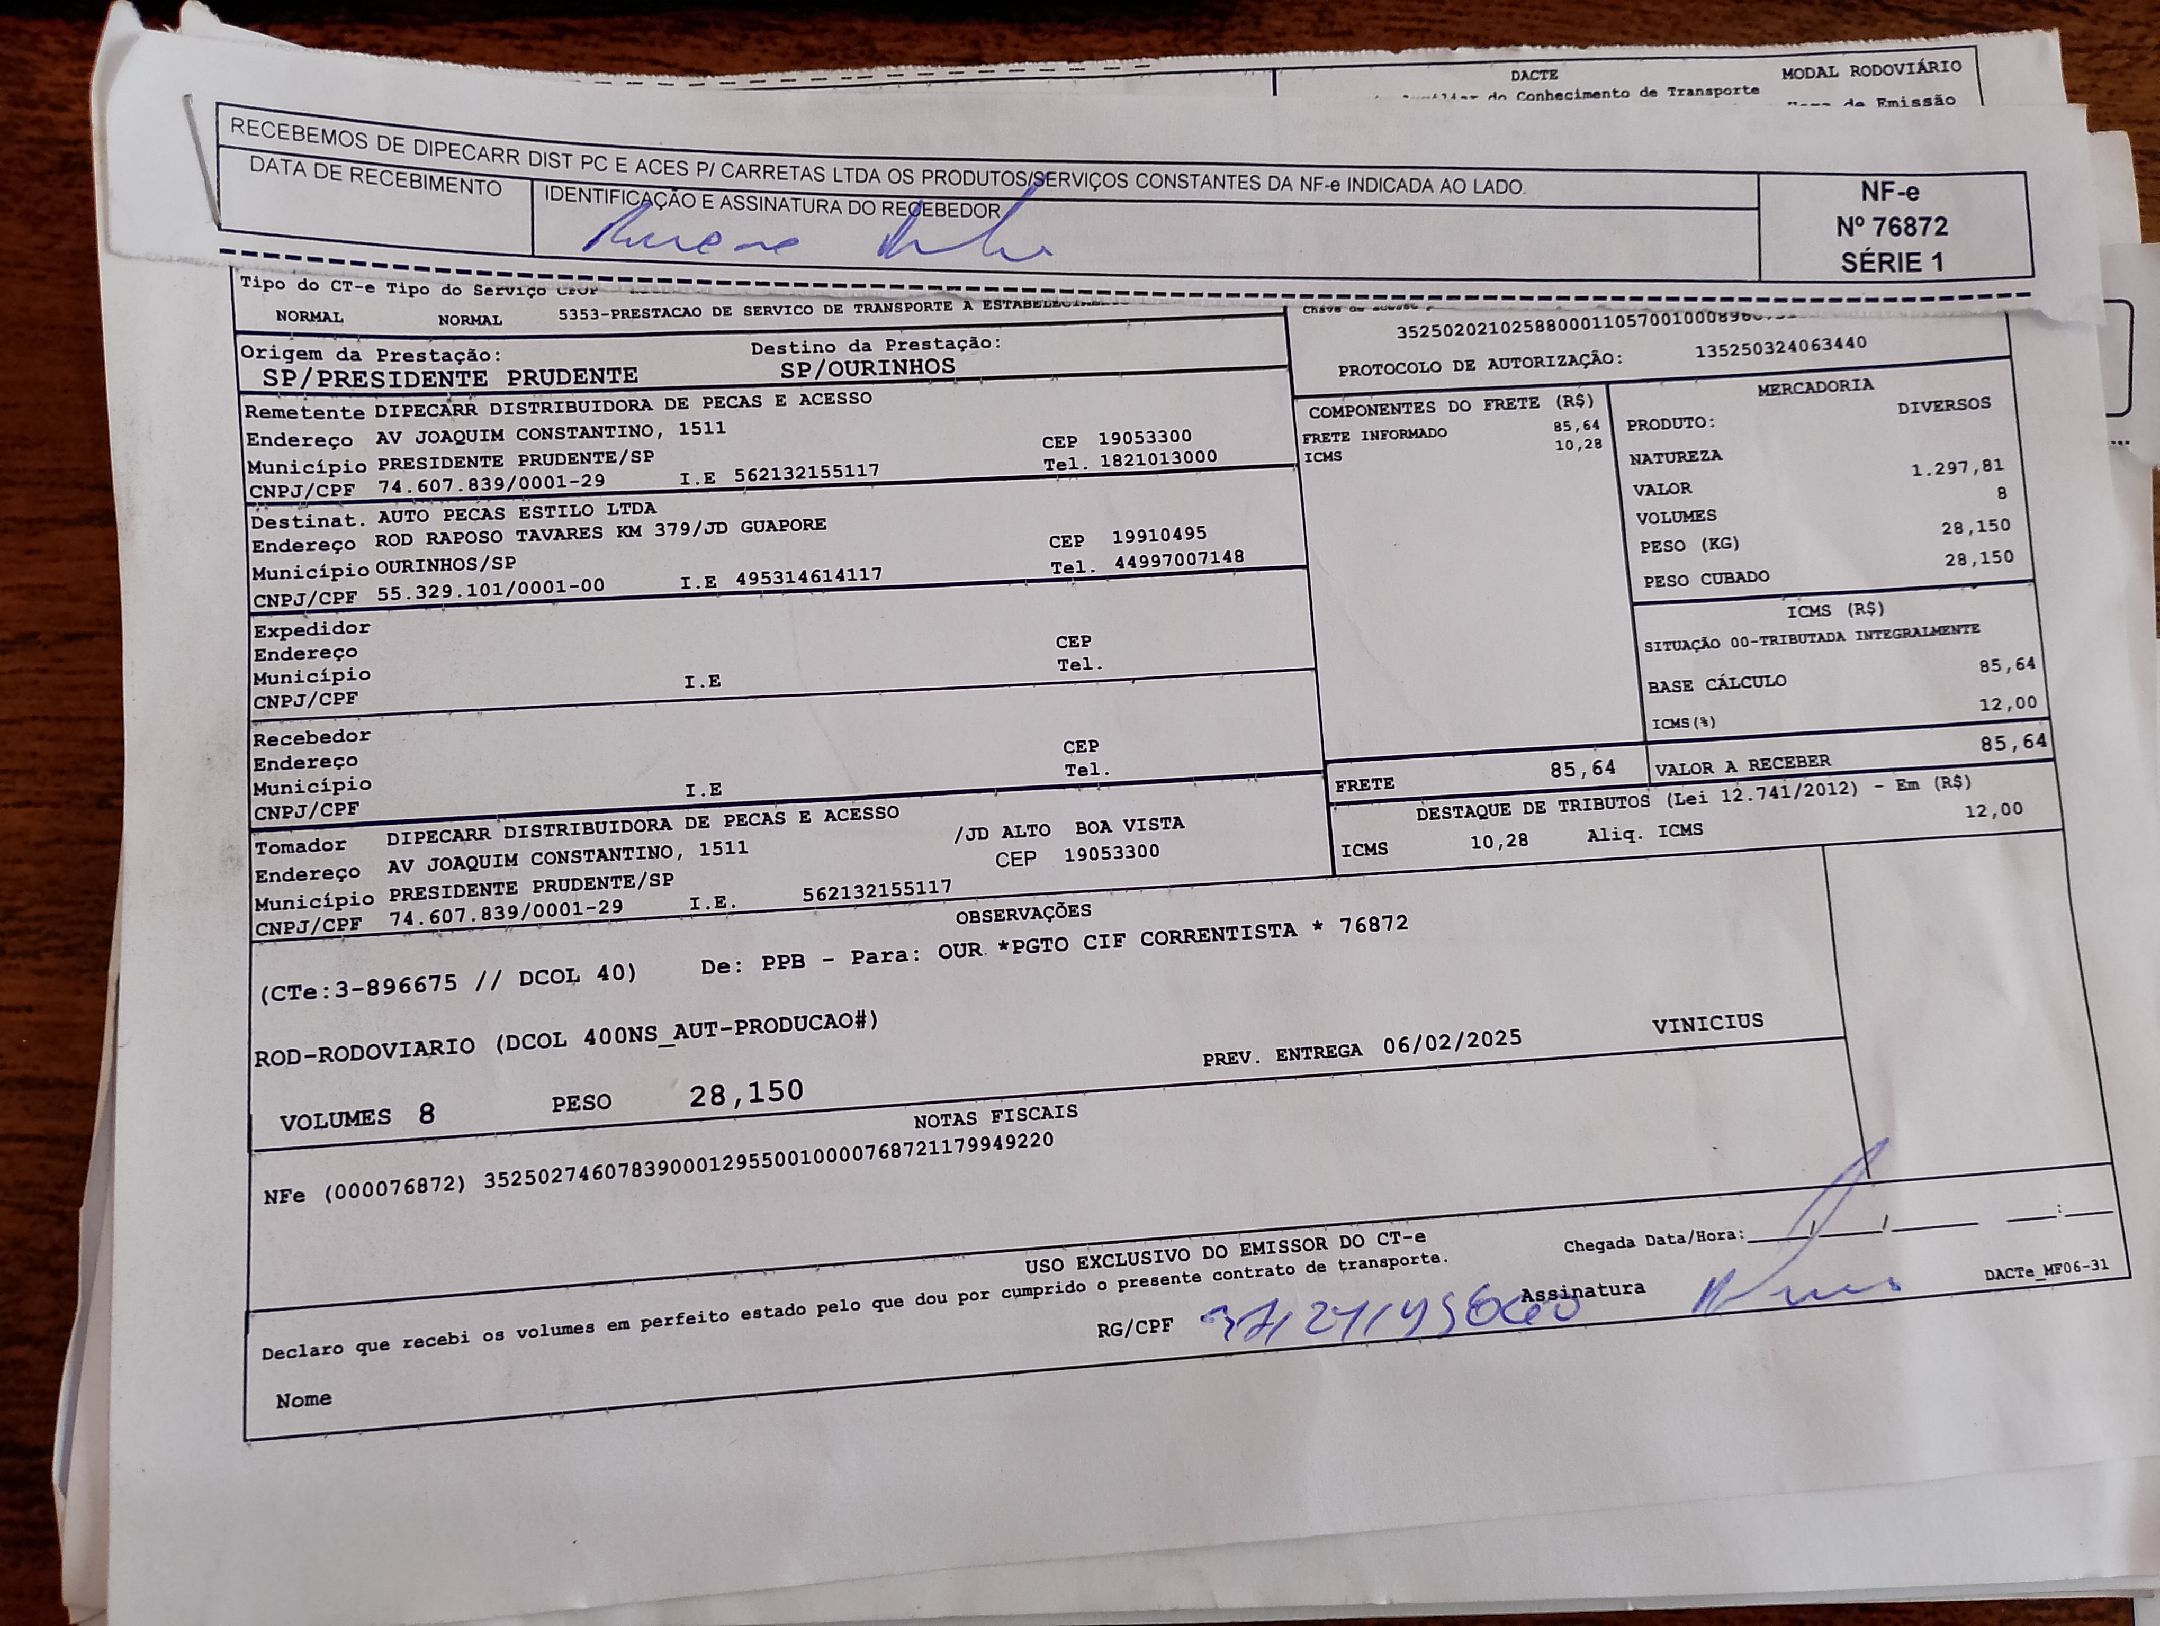 DACTE
MODAL RODOVIÁRIO
do Conhecimento de Transporte
de Emissão
RECEBEMOS DE DIPECARR DIST PC E ACES P/ CARRETAS LTDA OS PRODUTOS/SERVIÇOS CONSTANTES DA NF-e INDICADA AO LADO.
DATA DE RECEBIMENTO
IDENTIFICAÇÃO E ASSINATURA DO RECEBEDOR
NF-e
Nº 76872
SÉRIE 1
Tipo do CT-e Tipo do Serviço CFOP
NORMAL NORMAL 5353-PRESTACAO DE SERVICO DE TRANSPORTE A
Origem da Prestação: Destino da Prestação:
SP/PRESIDENTE PRUDENTE SP/OURINHOS
PROTOCOLO DE AUTORIZAÇÃO: 135250324063440
Remetente DIPECARR DISTRIBUIDORA DE PECAS E ACESSO
Endereço AV JOAQUIM CONSTANTINO, 1511 CEP 19053300
Município PRESIDENTE PRUDENTE/SP Tel. 1821013000
CNPJ/CPF 74.607.839/0001-29 I.E 562132155117
Destinat. AUTO PECAS ESTILO LTDA
Endereço ROD RAPOSO TAVARES KM 379/JD GUAPORE CEP 19910495
Município OURINHOS/SP Tel. 44997007148
CNPJ/CPF 55.329.101/0001-00 I.E 495314614117
Expedidor
Endereço CEP
Município Tel.
CNPJ/CPF I.E
Recebedor
Endereço CEP
Município Tel.
CNPJ/CPF I.E
Tomador DIPECARR DISTRIBUIDORA DE PECAS E ACESSO
Endereço AV JOAQUIM CONSTANTINO, 1511 /JD ALTO BOA VISTA
Município PRESIDENTE PRUDENTE/SP CEP 19053300
CNPJ/CPF 74.607.839/0001-29 I.E. 562132155117
COMPONENTES DO FRETE (R$)
FRETE INFORMADO 85,64
ICMS 10,28
MERCADORIA
PRODUTO: DIVERSOS
NATUREZA
VALOR 1.297,81
VOLUMES 8
PESO (KG) 28,150
PESO CUBADO 28,150
ICMS (R$)
SITUAÇÃO 00-TRIBUTADA INTEGRALMENTE
BASE CÁLCULO 85,64
ICMS(%) 12,00
FRETE 85,64 VALOR A RECEBER 85,64
DESTAQUE DE TRIBUTOS (Lei 12.741/2012) - Em (R$)
ICMS 10,28 Aliq. ICMS 12,00
OBSERVAÇÕES
(CTe:3-896675 // DCOL 40) De: PPB - Para: OUR *PGTO CIF CORRENTISTA * 76872
ROD-RODOVIARIO (DCOL 400NS_AUT-PRODUCAO#)
PREV. ENTREGA 06/02/2025 VINICIUS
VOLUMES 8 PESO 28,150
NOTAS FISCAIS
NFe (000076872) 35250274607839000129550010000768721179949220
USO EXCLUSIVO DO EMISSOR DO CT-e
Declaro que recebi os volumes em perfeito estado pelo que dou por cumprido o presente contrato de transporte.
Chegada Data/Hora:____/____/______ ___:___
Nome RG/CPF Assinatura
DACTe_MF06-31